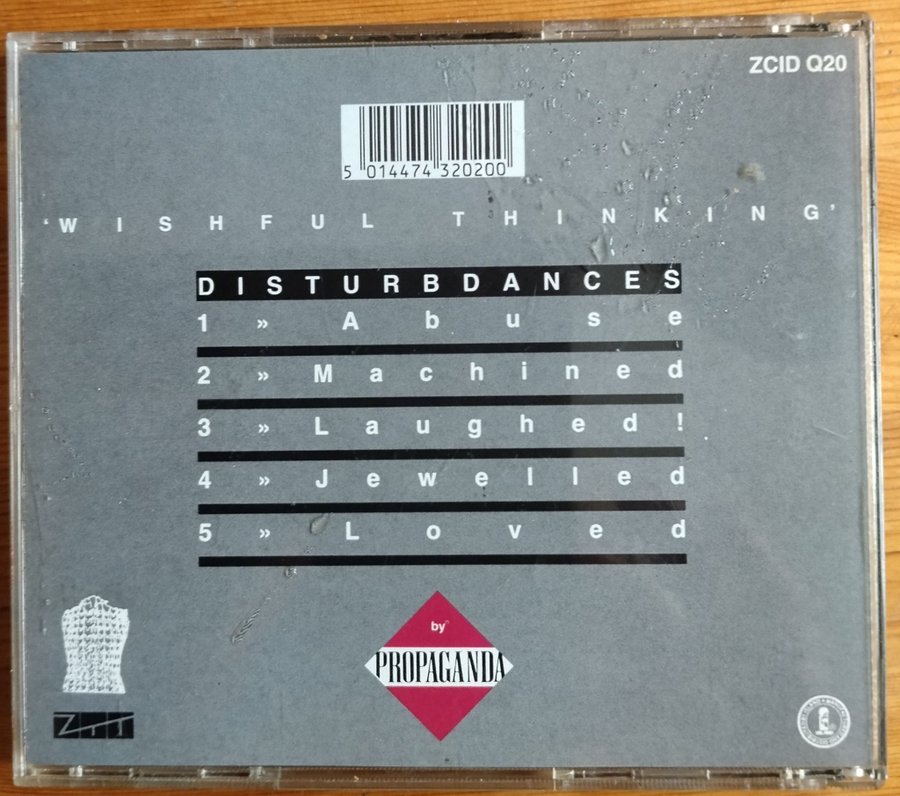 ZCID Q20
5 014474 320200
‘WISHFUL THINKING’
DISTURBDANCES
1 » Abuse
2 » Machined
3 » Laughed!
4 » Jewelled
5 » Loved
by
PROPAGANDA
ZTT